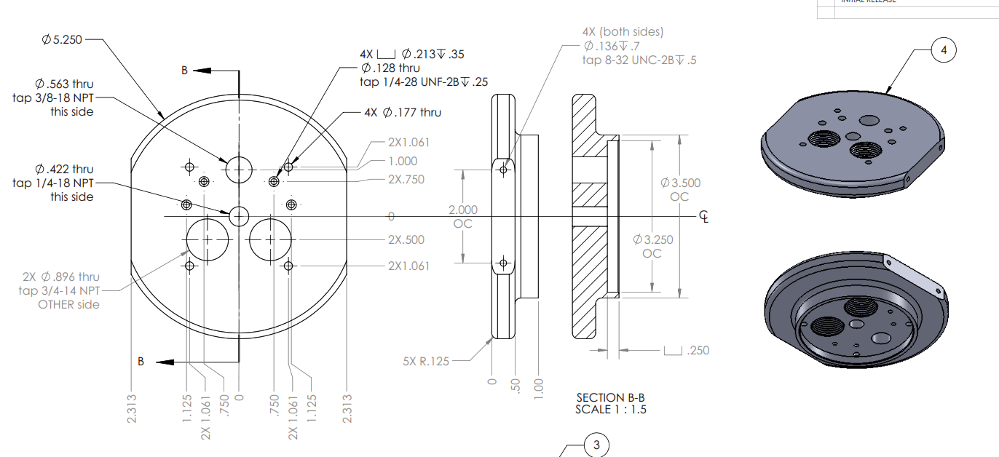 INITIAL RELEASE
4X (both sides)
Ø.136↧.7
tap 8-32 UNC-2B↧.5
Ø5.250
4X ⌴ Ø.213↧.35
Ø.128 thru
tap 1/4-28 UNF-2B↧.25
4
B
Ø.563 thru
tap 3/8-18 NPT
this side
4X Ø.177 thru
2X1.061
1.000
2X.750
Ø.422 thru
tap 1/4-18 NPT
this side
Ø3.500
OC
2.000
OC
0
℄
2X.500
Ø3.250
OC
2X1.061
2X Ø.896 thru
tap 3/4-14 NPT
OTHER side
B
5X R.125
⌴ .250
2.313
1.125
2X 1.061
.750
0
.750
2X 1.061
1.125
2.313
0
.50
1.00
SECTION B-B
SCALE 1 : 1.5
3